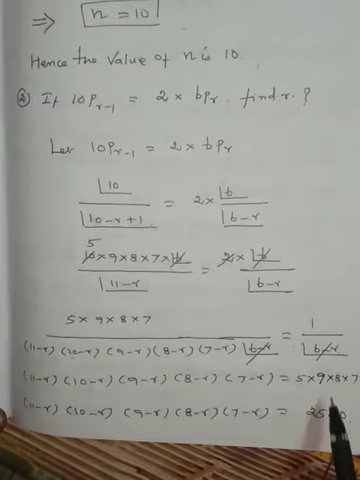 ⇒ n = 10
Hence the Value of n is 10.
② If 10P r-1 = 2 × 6Pr. find r. ?
Let 10P r-1 = 2 × 6Pr
⌊10 / ⌊10-r+1 = 2 × ⌊6 / ⌊6-r
5
10 × 9 × 8 × 7 × ⌊6 / ⌊11-r = 2 × ⌊6 / ⌊6-r
5 × 9 × 8 × 7 / (11-r) (10-r) (9-r) (8-r) (7-r) ⌊6-r = 1 / ⌊6-r
(11-r) (10-r) (9-r) (8-r) (7-r) = 5×9×8×7
(11-r) (10-r) (9-r) (8-r) (7-r) =